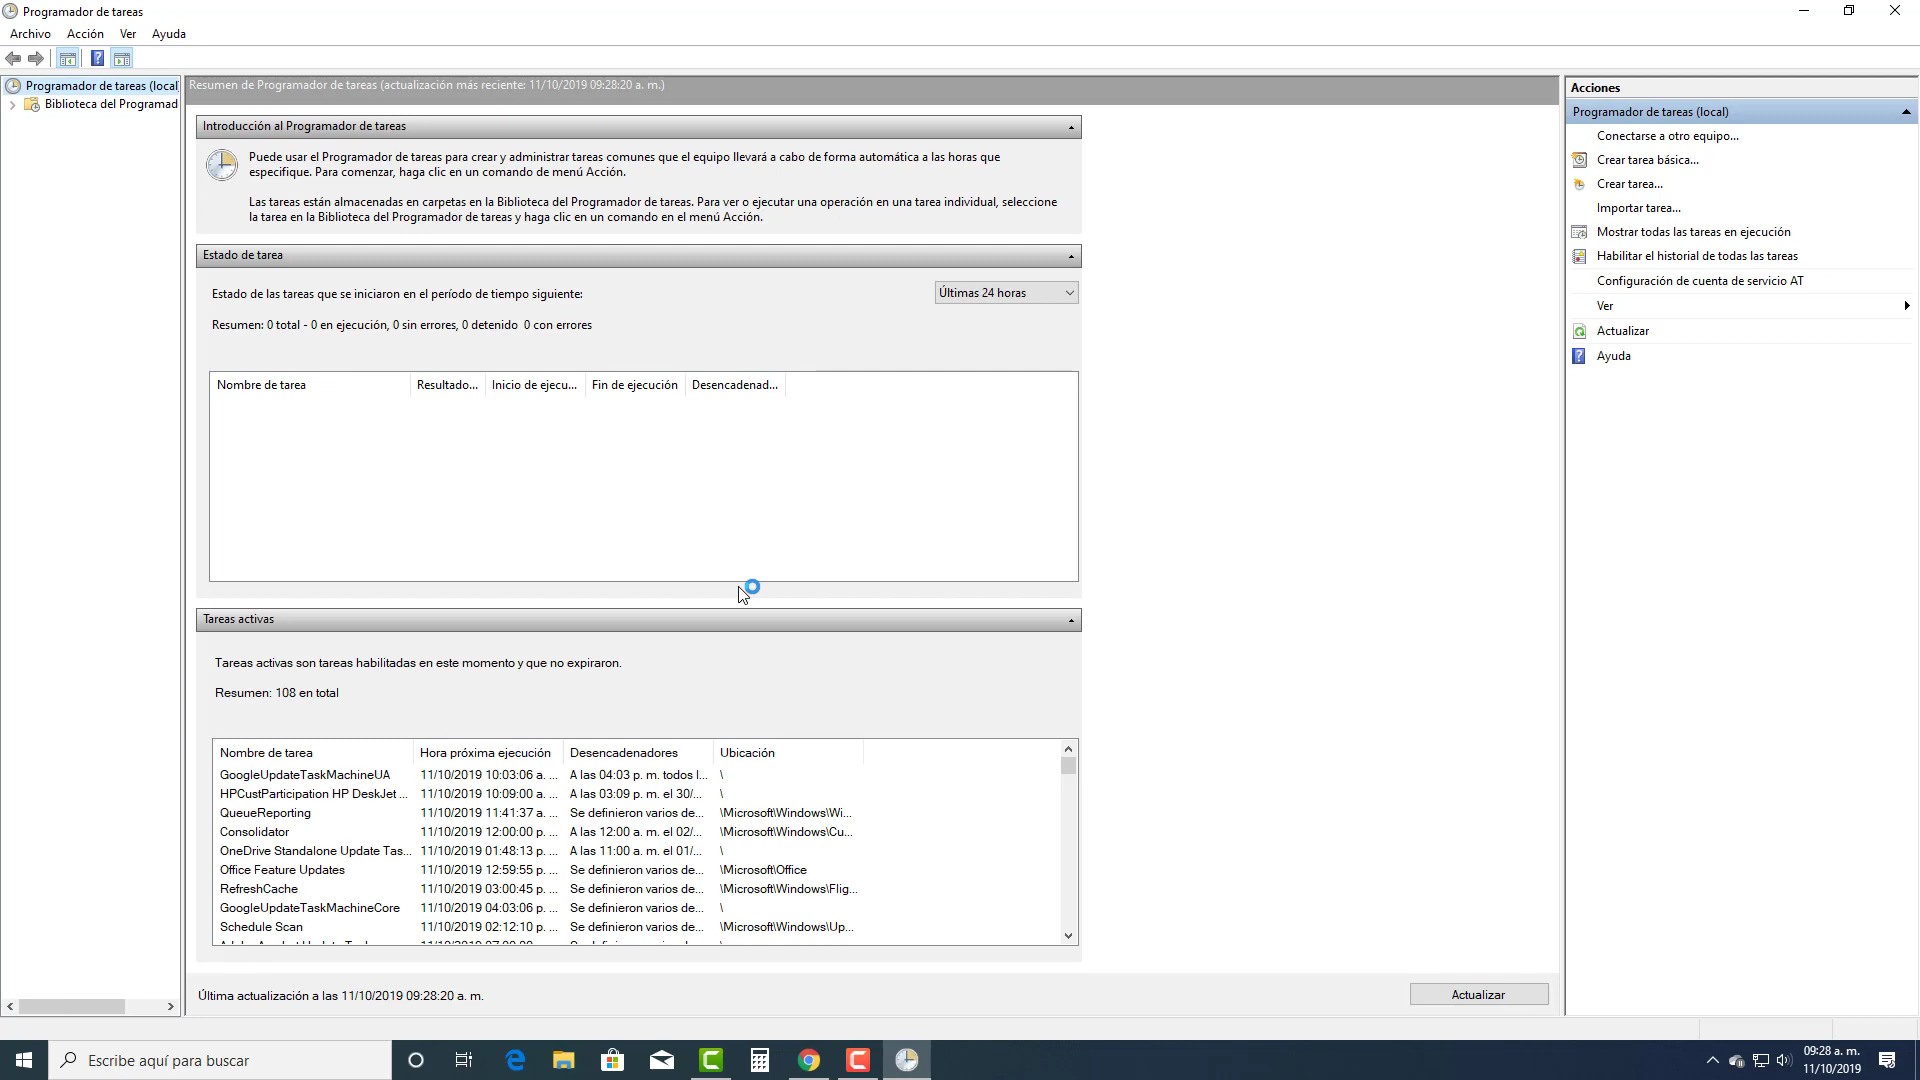 Programador de tareas
Archivo Acción Ver Ayuda
Programador de tareas (local)
Biblioteca del Programad
Resumen de Programador de tareas (actualización más reciente: 11/10/2019 09:28:20 a. m.)
Introducción al Programador de tareas
Puede usar el Programador de tareas para crear y administrar tareas comunes que el equipo llevará a cabo de forma automática a las horas que
especifique. Para comenzar, haga clic en un comando de menú Acción.
Las tareas están almacenadas en carpetas en la Biblioteca del Programador de tareas. Para ver o ejecutar una operación en una tarea individual, seleccione
la tarea en la Biblioteca del Programador de tareas y haga clic en un comando en el menú Acción.
Estado de tarea
Estado de las tareas que se iniciaron en el período de tiempo siguiente: Últimas 24 horas
Resumen: 0 total - 0 en ejecución, 0 sin errores, 0 detenido 0 con errores
Nombre de tarea Resultado... Inicio de ejecu... Fin de ejecución Desencadenad...
Tareas activas
Tareas activas son tareas habilitadas en este momento y que no expiraron.
Resumen: 108 en total
Nombre de tarea Hora próxima ejecución Desencadenadores Ubicación
GoogleUpdateTaskMachineUA 11/10/2019 10:03:06 a. ... A las 04:03 p. m. todos l... \
HPCustParticipation HP DeskJet ... 11/10/2019 10:09:00 a. ... A las 03:09 p. m. el 30/... \
QueueReporting 11/10/2019 11:41:37 a. ... Se definieron varios de... \Microsoft\Windows\Wi...
Consolidator 11/10/2019 12:00:00 p. ... A las 12:00 a. m. el 02/... \Microsoft\Windows\Cu...
OneDrive Standalone Update Tas... 11/10/2019 01:48:13 p. ... A las 11:00 a. m. el 01/... \
Office Feature Updates 11/10/2019 12:59:55 p. ... Se definieron varios de... \Microsoft\Office
RefreshCache 11/10/2019 03:00:45 p. ... Se definieron varios de... \Microsoft\Windows\Flig...
GoogleUpdateTaskMachineCore 11/10/2019 04:03:06 p. ... Se definieron varios de... \
Schedule Scan 11/10/2019 02:12:10 p. ... Se definieron varios de... \Microsoft\Windows\Up...
Última actualización a las 11/10/2019 09:28:20 a. m. Actualizar
Acciones
Programador de tareas (local)
Conectarse a otro equipo...
Crear tarea básica...
Crear tarea...
Importar tarea...
Mostrar todas las tareas en ejecución
Habilitar el historial de todas las tareas
Configuración de cuenta de servicio AT
Ver
Actualizar
Ayuda
Escribe aquí para buscar
09:28 a. m.
11/10/2019